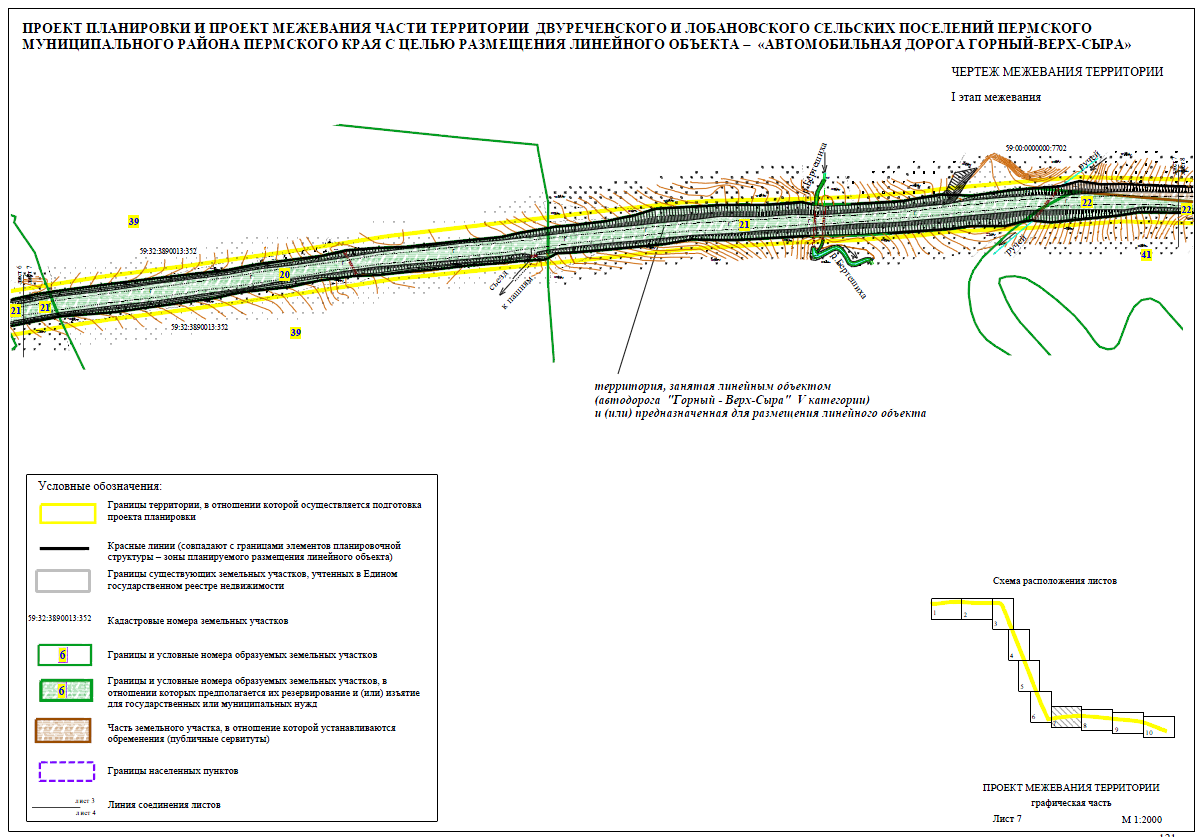 ПРОЕКТ ПЛАНИРОВКИ И ПРОЕКТ МЕЖЕВАНИЯ ЧАСТИ ТЕРРИТОРИИ ДВУРЕЧЕНСКОГО И ЛОБАНОВСКОГО СЕЛЬСКИХ ПОСЕЛЕНИЙ ПЕРМСКОГО
МУНИЦИПАЛЬНОГО РАЙОНА ПЕРМСКОГО КРАЯ С ЦЕЛЬЮ РАЗМЕЩЕНИЯ ЛИНЕЙНОГО ОБЪЕКТА – «АВТОМОБИЛЬНАЯ ДОРОГА ГОРНЫЙ-ВЕРХ-СЫРА»
ЧЕРТЕЖ МЕЖЕВАНИЯ ТЕРРИТОРИИ
I этап межевания
59:00:0000000:7702
ручей
22
22
39
21
59:32:3890013:352
20
съезд
к пашням
р.Бургешиха
ручей
41
21
21
59:32:3890013:352
39
территория, занятая линейным объектом
(автодорога "Горный - Верх-Сыра" V категории)
и (или) предназначенная для размещения линейного объекта
Условные обозначения:
Границы территории, в отношении которой осуществляется подготовка
проекта планировки
Красные линии (совпадают с границами элементов планировочной
структуры – зоны планируемого размещения линейного объекта)
Границы существующих земельных участков, учтенных в Едином
государственном реестре недвижимости
59:32:3890013:352 Кадастровые номера земельных участков
6 Границы и условные номера образуемых земельных участков
Границы и условные номера образуемых земельных участков, в
6 отношении которых предполагается их резервирование и (или) изъятие
для государственных или муниципальных нужд
Часть земельного участка, в отношение которой устанавливаются
обременения (публичные сервитуты)
Границы населенных пунктов
лист 3
Линия соединения листов
лист 4
Схема расположения листов
1
2
3
4
5
6
7
8
9
10
ПРОЕКТ МЕЖЕВАНИЯ ТЕРРИТОРИИ
графическая часть
Лист 7 М 1:2000